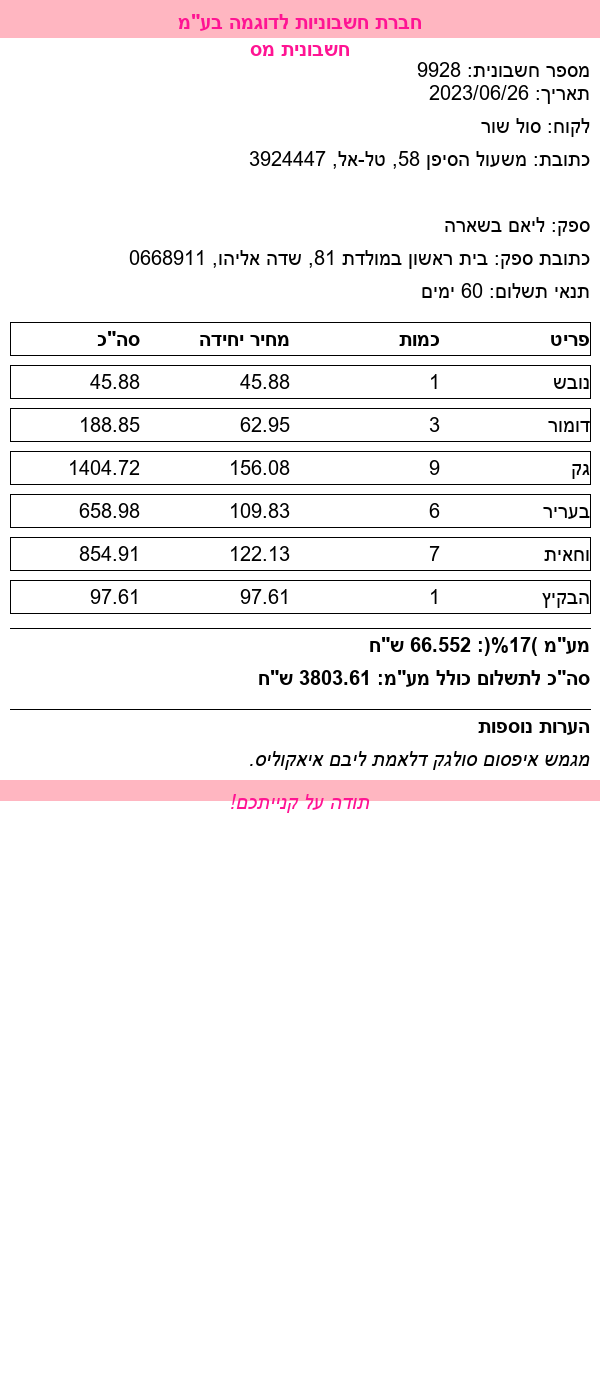 חברת חשבוניות לדוגמה בע"מ
חשבונית מס
מספר חשבונית: 9928
תאריך: 2023/06/26
לקוח: סול שור
כתובת: משעול הסיפן 58, טל-אל, 3924447
ספק: ליאם בשארה
כתובת ספק: בית ראשון במולדת 81, שדה אליהו, 0668911
תנאי תשלום: 60 ימים
פריט כמות מחיר יחידה סה"כ
נובש 1 45.88 45.88
דומור 3 62.95 188.85
גק 9 156.08 1404.72
בעריר 6 109.83 658.98
וחאית 7 122.13 854.91
הבקיץ 1 97.61 97.61
מע"מ )17%(: 66.552 ש"ח
סה"כ לתשלום כולל מע"מ: 3803.61 ש"ח
הערות נוספות
מגמש איפסום סולגק דלאמת ליבם איאקוליס.
תודה על קנייתכם!